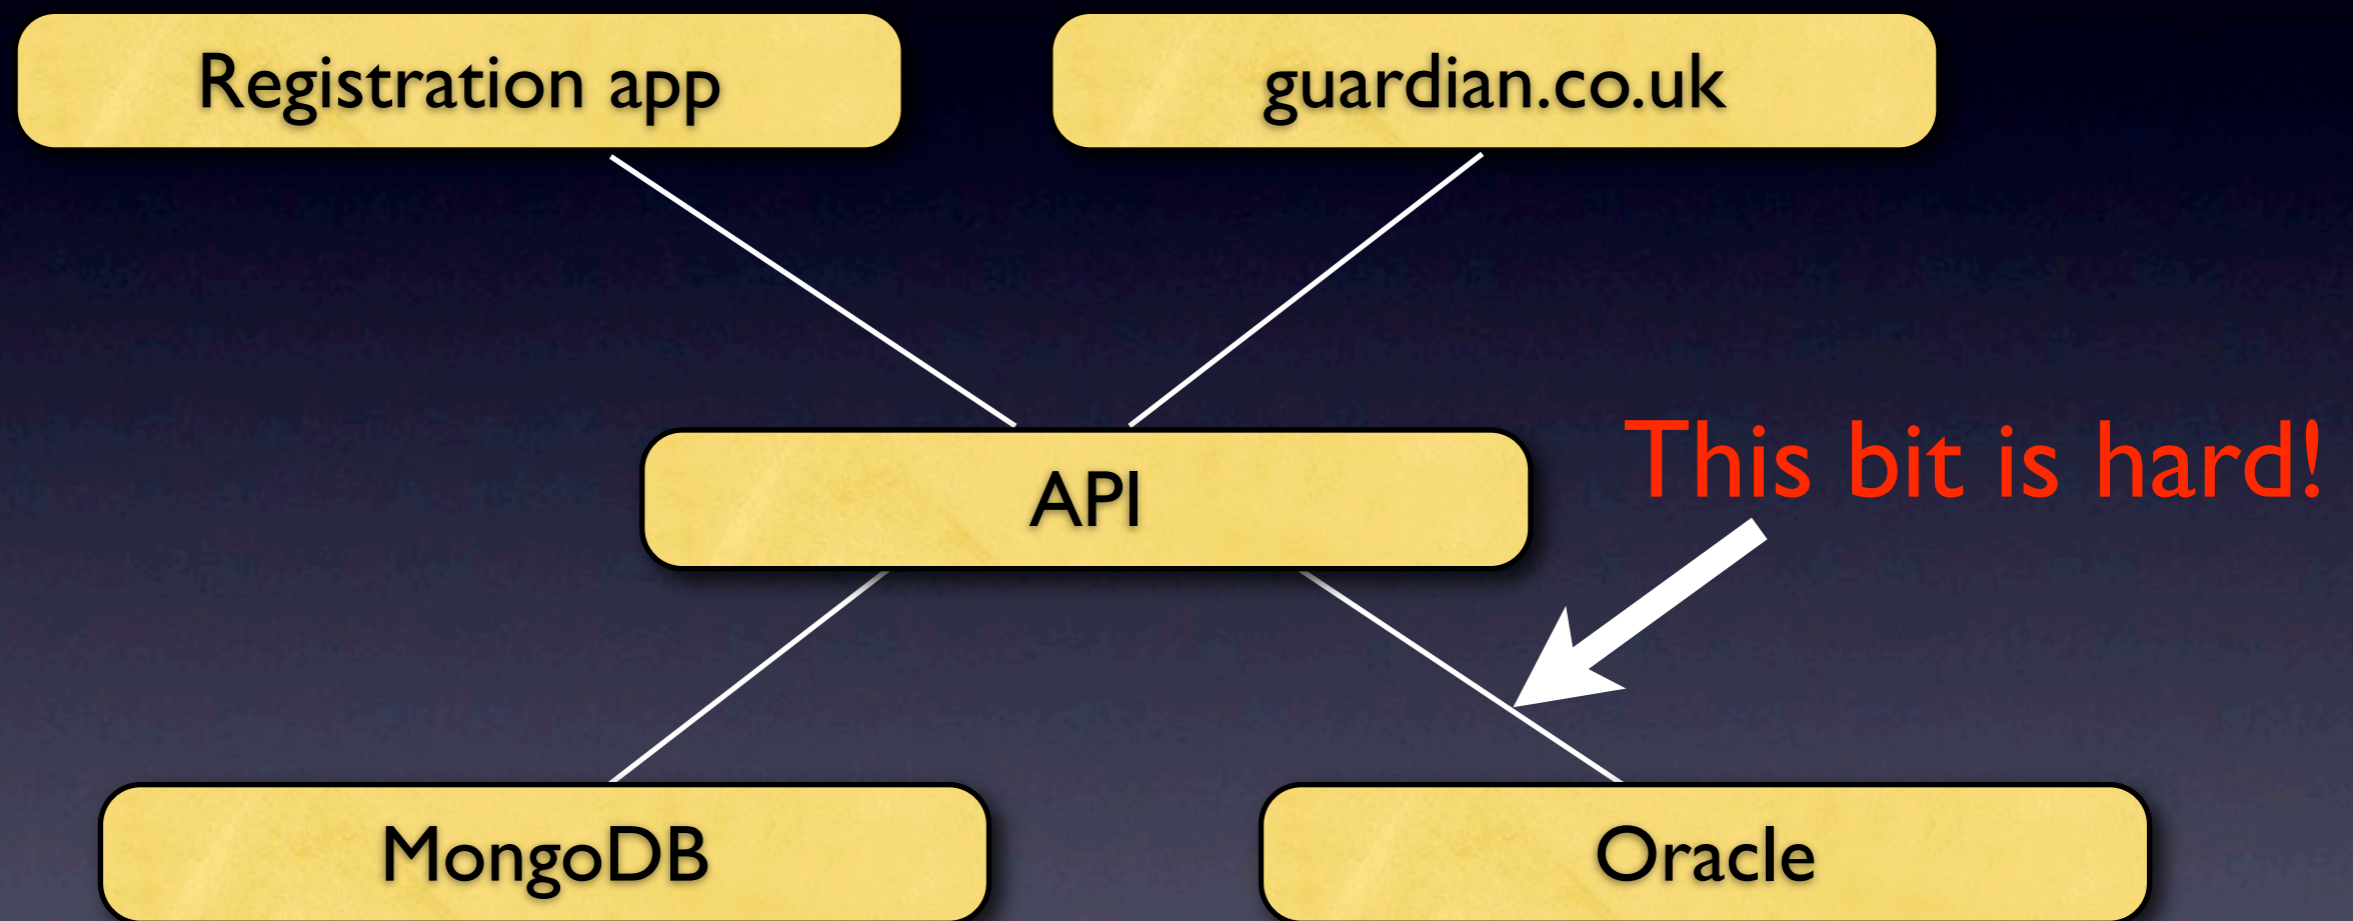 Registration app
guardian.co.uk
API
This bit is hard!
MongoDB
Oracle